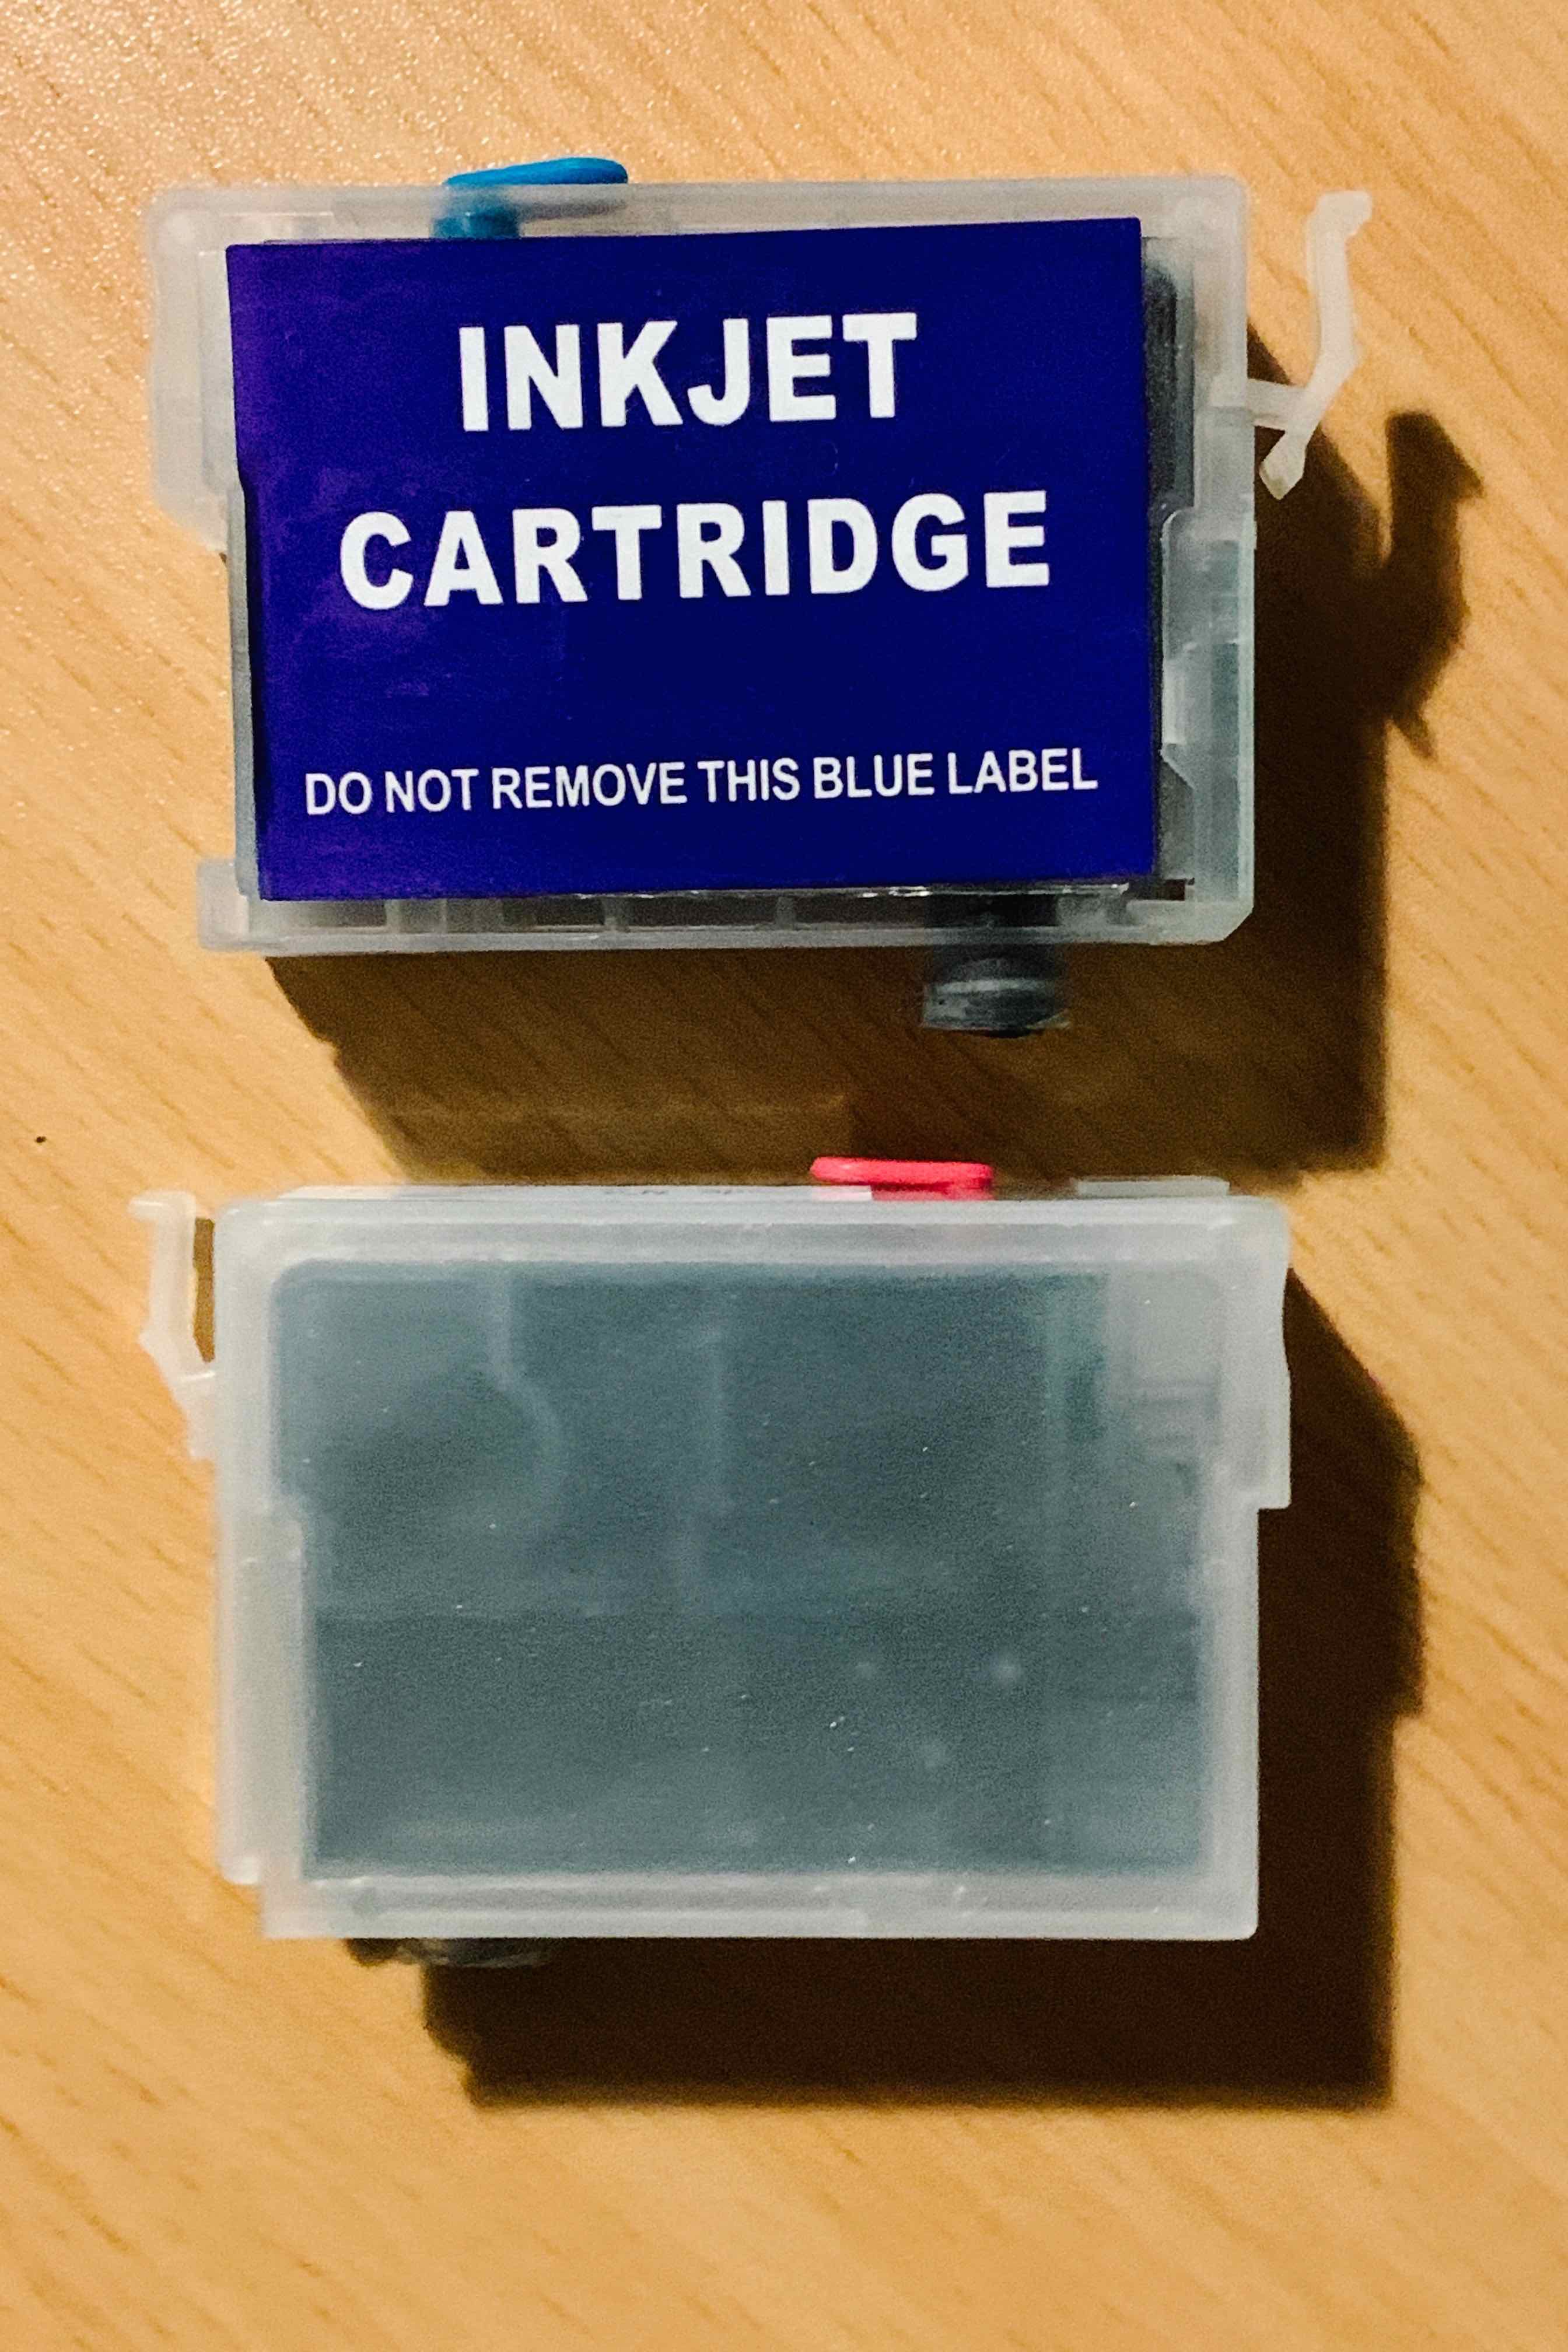 INKJET
CARTRIDGE
DO NOT REMOVE THIS BLUE LABEL